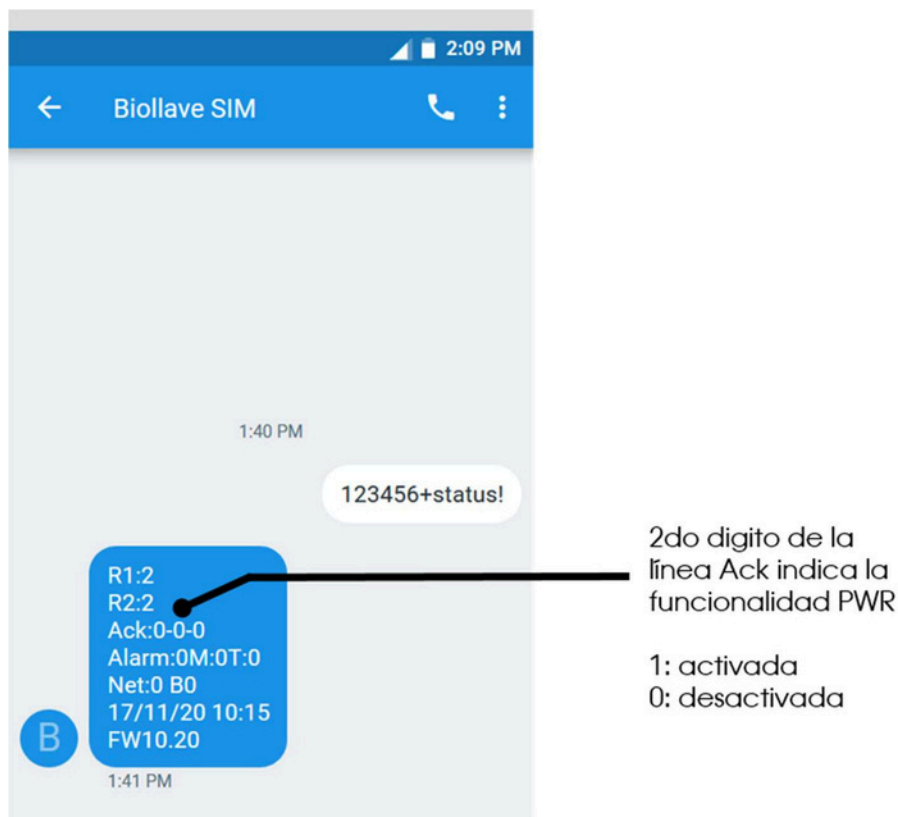 2:09 PM
Biollave SIM
1:40 PM
123456+status!
R1:2
R2:2
Ack:0-0-0
Alarm:0M:0T:0
Net:0 B0
17/11/20 10:15
FW10.20
B
1:41 PM
2do digito de la
línea Ack indica la
funcionalidad PWR
1: activada
0: desactivada